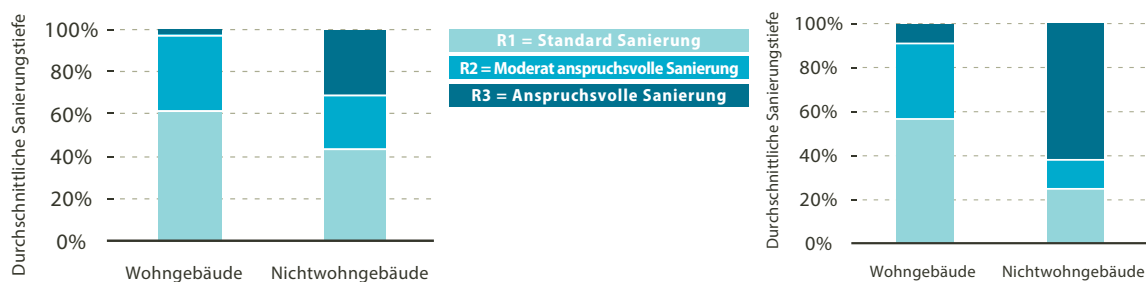 Durchschnittliche Sanierungstiefe
100%
80%
60%
40%
20%
0%
Wohngebäude
Nichtwohngebäude
R1 = Standard Sanierung
R2 = Moderat anspruchsvolle Sanierung
R3 = Anspruchsvolle Sanierung
Durchschnittliche Sanierungstiefe
100%
80%
60%
40%
20%
0%
Wohngebäude
Nichtwohngebäude